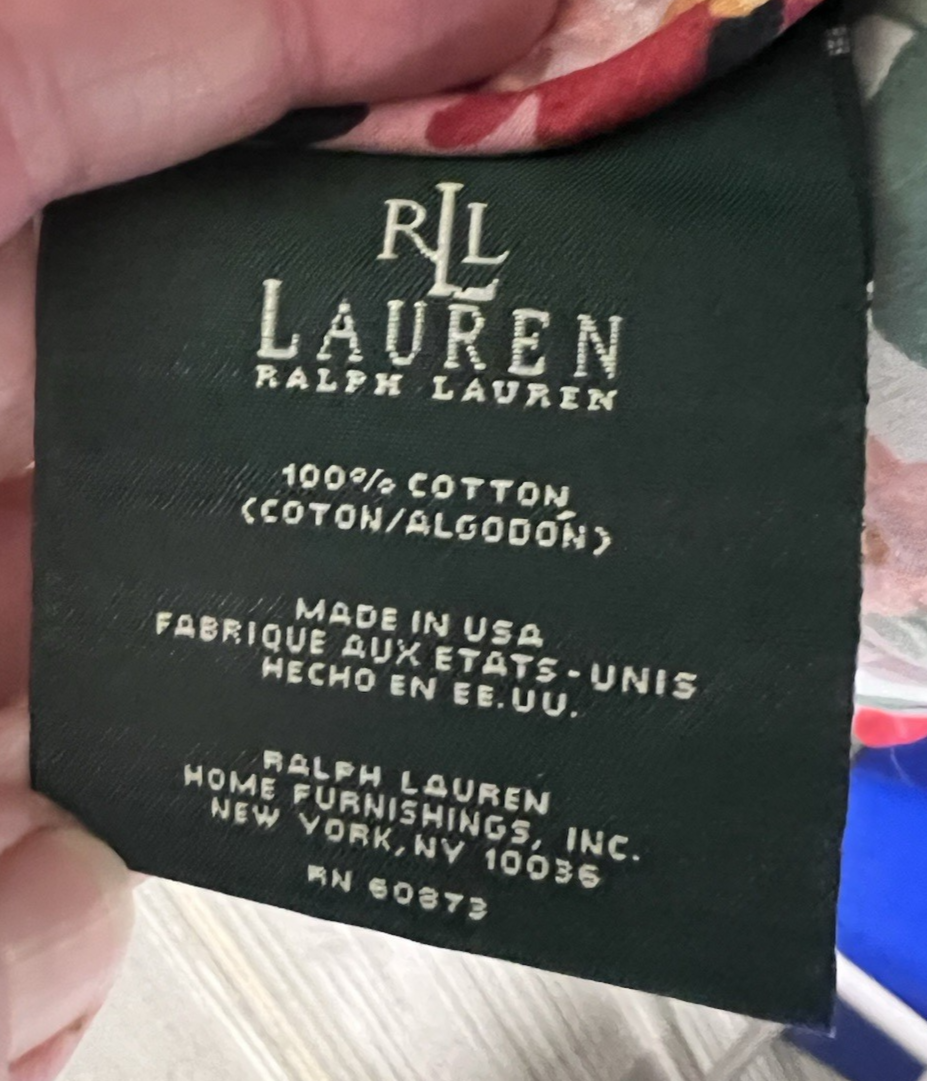 RLL
LAUREN
RALPH LAUREN
100% COTTON
(COTON/ALGODÓN)
MADE IN USA
FABRIQUE AUX ETATS-UNIS
HECHO EN EE.UU.
RALPH LAUREN
HOME FURNISHINGS, INC.
NEW YORK, NY 10036
RN 60873